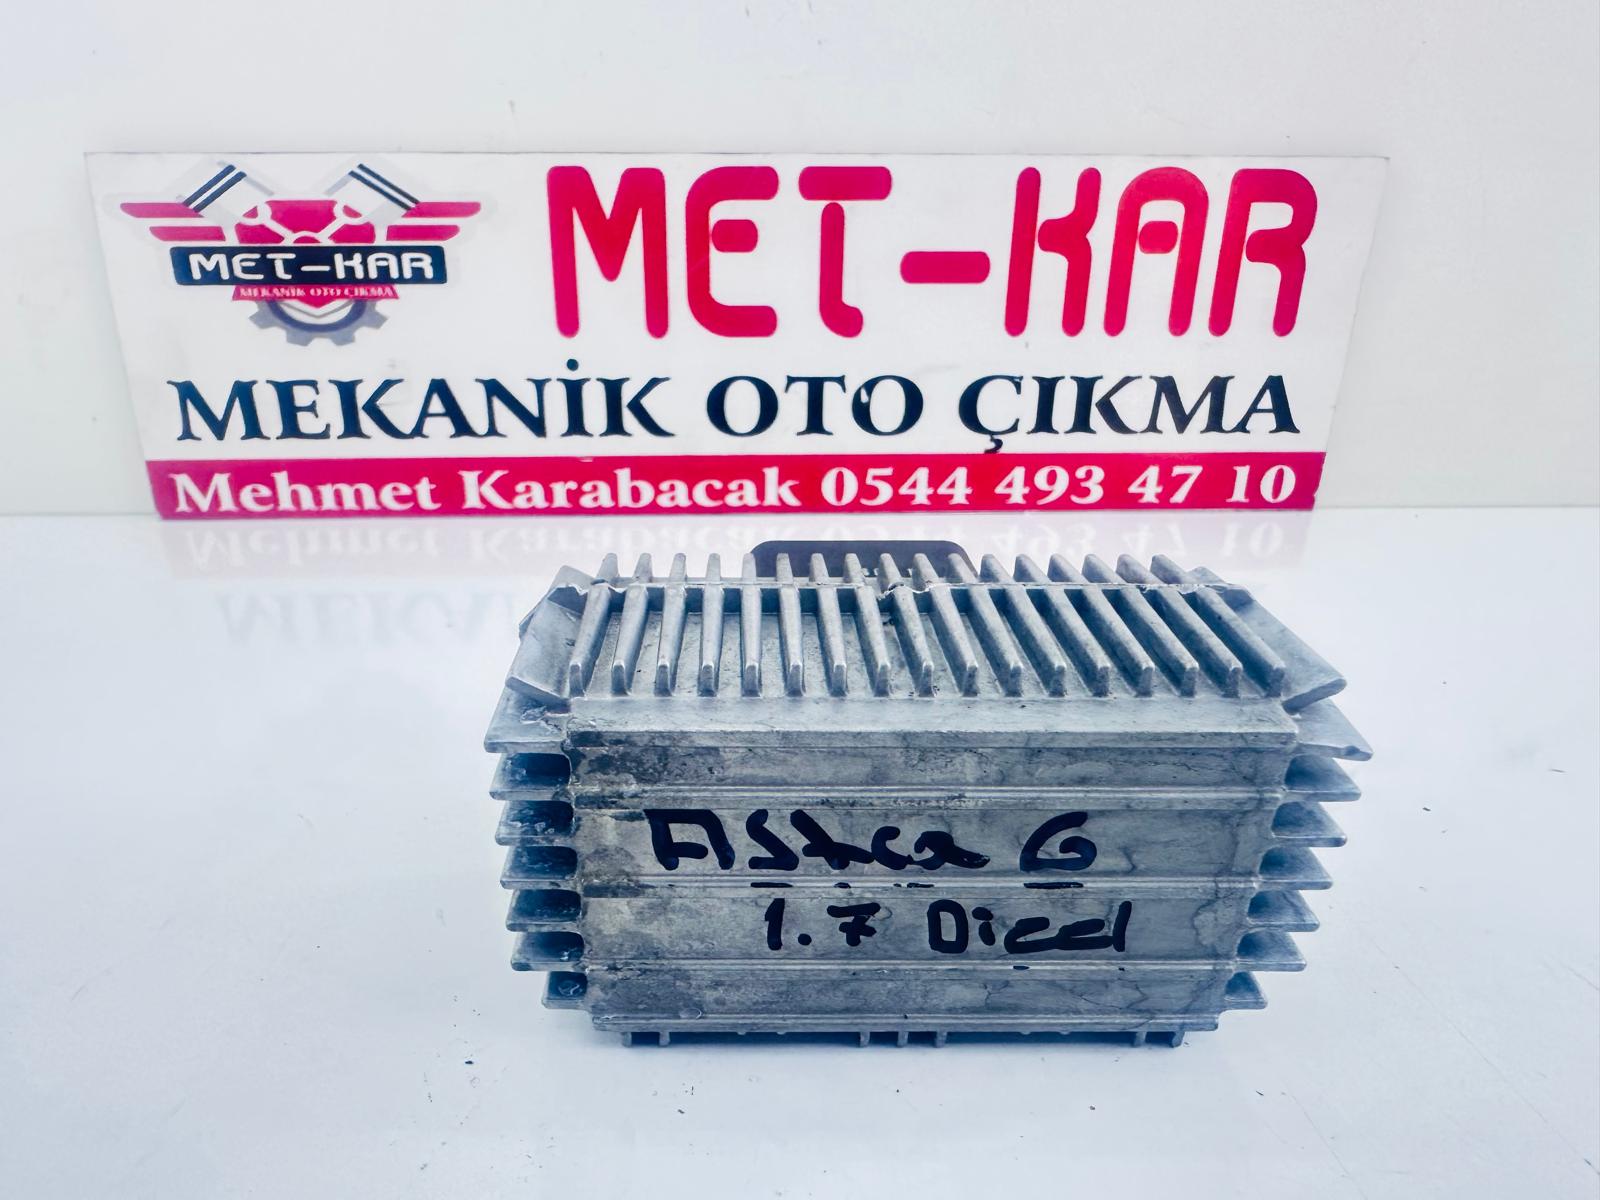 MET-KAR
MEKANİK OTO ÇIKMA
MET-KAR
MEKANİK OTO ÇIKMA
Mehmet Karabacak 0544 493 47 10
Astra G
1.7 Dizel